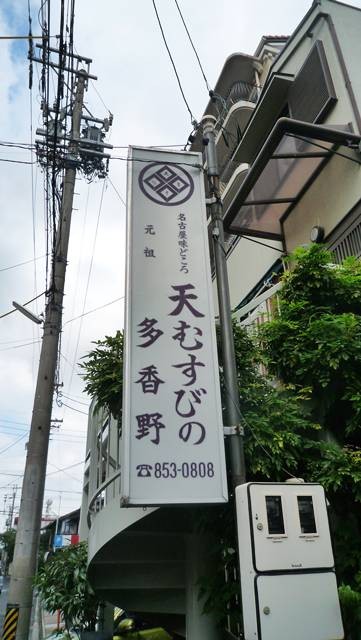 名古屋味どころ
元祖
天むすびの
多香野
☎853-0808